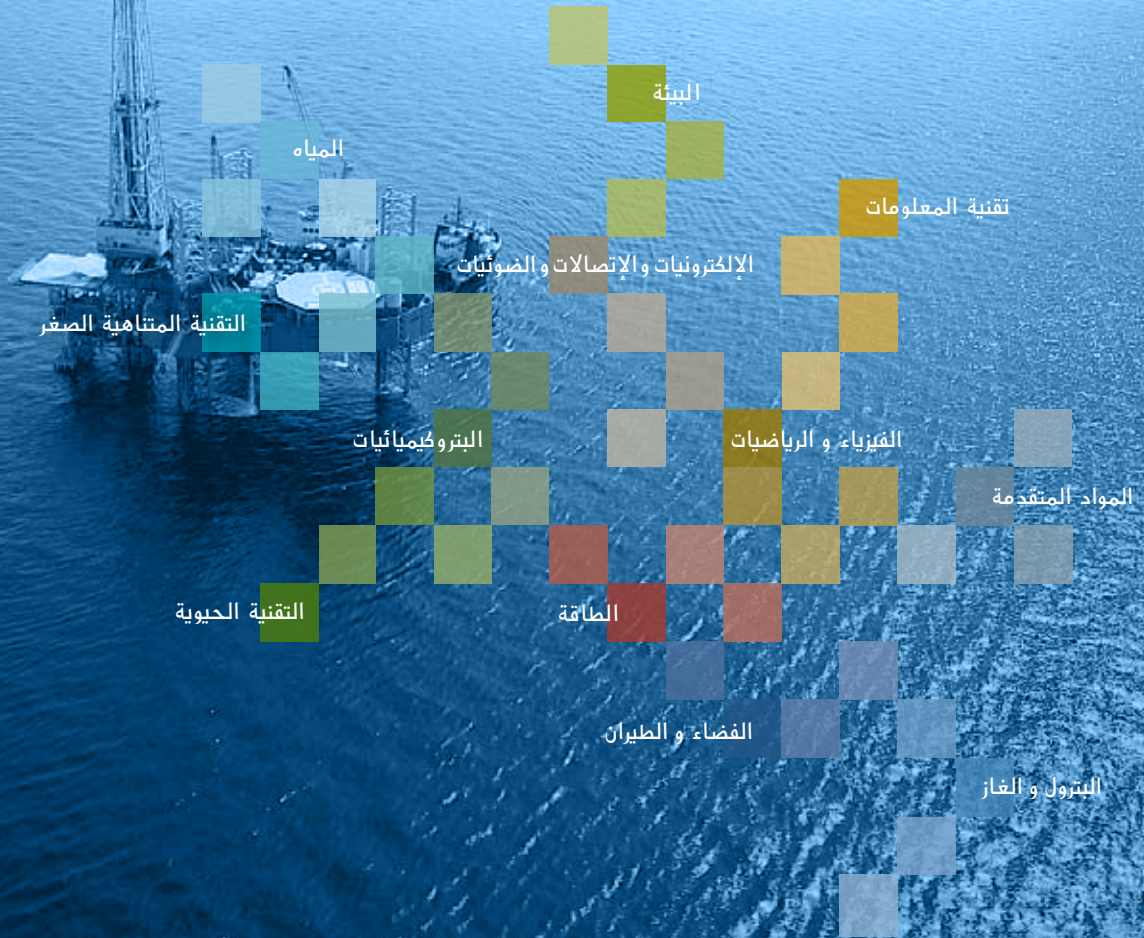 البيئة
المياه
تقنية المعلومات
الإلكترونيات والإتصالات والضوئيات
التقنية المتناهية الصغر
الفيزياء و الرياضيات
البتروكيميائيات
المواد المتقدمة
الطاقة
التقنية الحيوية
الفضاء و الطيران
البترول و الغاز